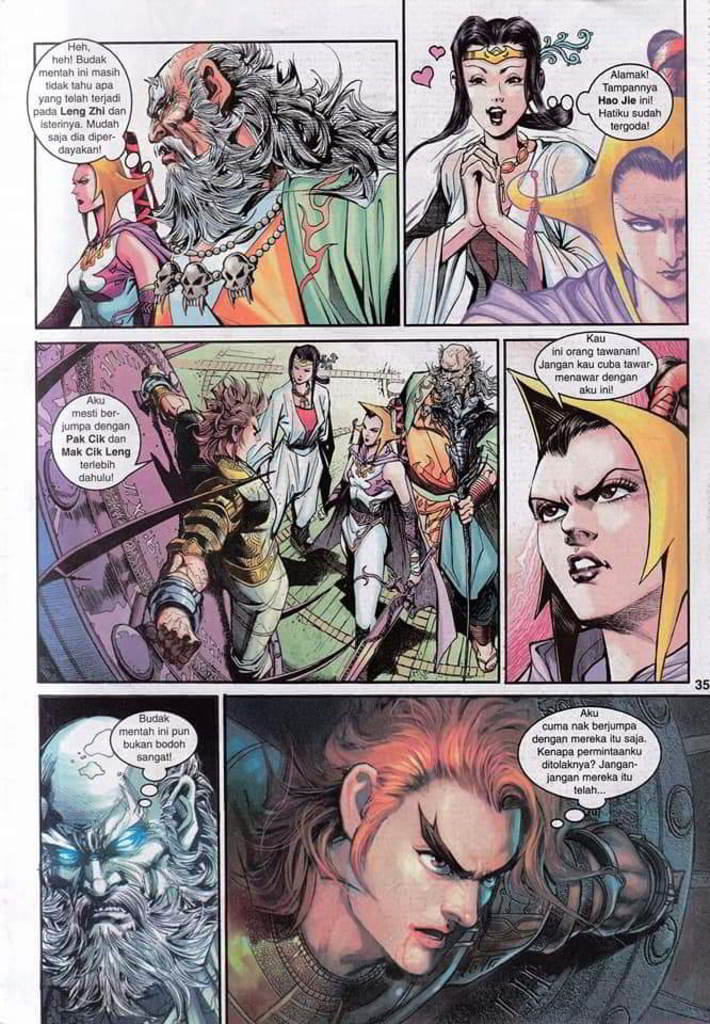 Heh,
heh! Budak
mentah ini masih
tidak tahu apa
yang telah terjadi
pada Leng Zhi dan
isterinya. Mudah
saja dia diper-
dayakan!
Alamak!
Tampannya
Hao Jie ini!
Hatiku sudah
tergoda!
Aku
mesti ber-
jumpa dengan
Pak Cik dan
Mak Cik Leng
terlebih
dahulu!
Kau
ini orang tawanan!
Jangan kau cuba tawar-
menawar dengan
aku ini!
35
Budak
mentah ini pun
bukan bodoh
sangat!
Aku
cuma nak berjumpa
dengan mereka itu saja.
Kenapa permintaanku
ditolaknya? Jangan-
jangan mereka itu
telah...